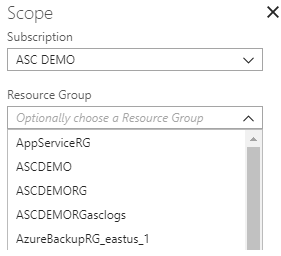 Scope
Subscription
ASC DEMO
Resource Group
Optionally choose a Resource Group
AppServiceRG
ASCDEMO
ASCDEMORG
ASCDEMORGasclogs
AzureBackupRG_eastus_1